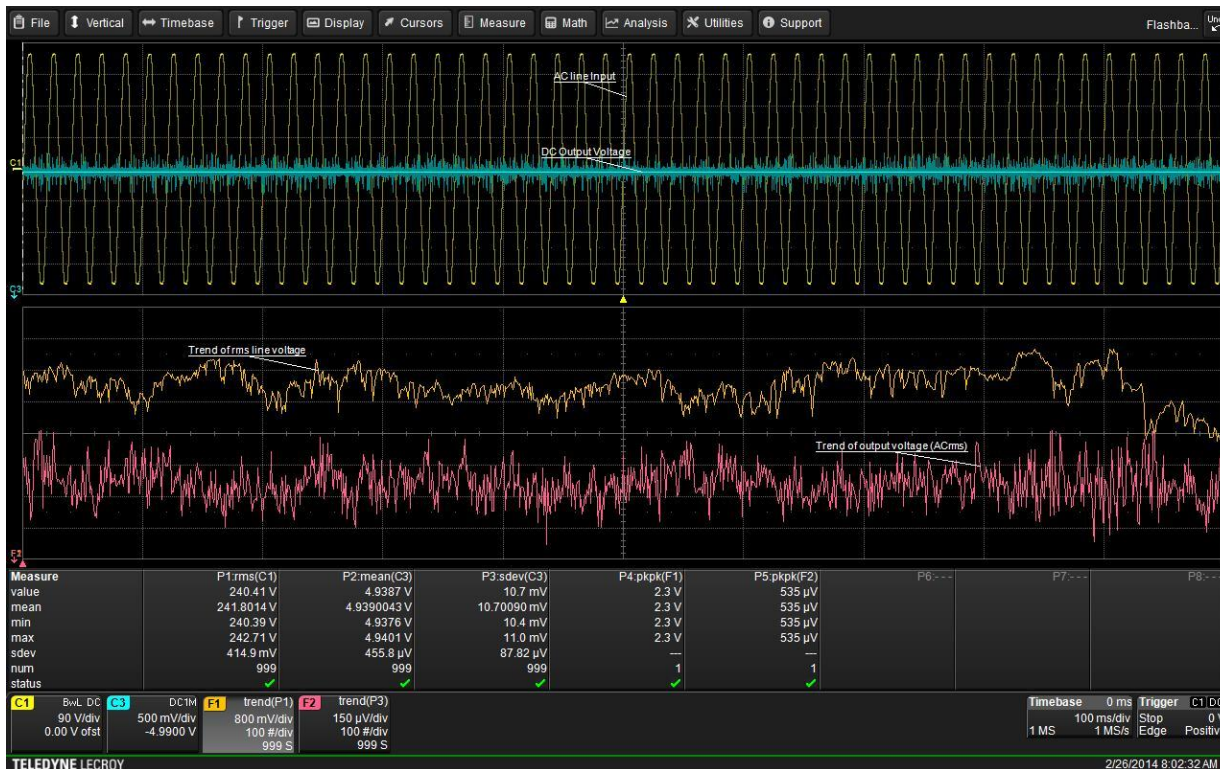 File Vertical Timebase Trigger Display Cursors Measure Math Analysis Utilities Support Flashba...
AC line Input
DC Output Voltage
C1
C3
Trend of rms line voltage
Trend of output voltage (ACrms)
Measure P1:rms(C1) P2:mean(C3) P3:sdev(C3) P4:pkpk(F1) P5:pkpk(F2) P6:--- P7:--- P8:---
value 240.41 V 4.9387 V 10.7 mV 2.3 V 535 µV
mean 241.8014 V 4.9390043 V 10.70090 mV 2.3 V 535 µV
min 240.39 V 4.9376 V 10.4 mV 2.3 V 535 µV
max 242.71 V 4.9401 V 11.0 mV 2.3 V 535 µV
sdev 414.9 mV 455.8 µV 87.82 µV --- ---
num 999 999 999 1 1
status
C1 BwL DC C3 DC1M F1 trend(P1) F2 trend(P3) Timebase 0 ms Trigger C1 DC
90 V/div 500 mV/div 800 mV/div 150 µV/div 100 ms/div Stop 0 V
0.00 V ofst -4.9900 V 100 #/div 100 #/div 1 MS 1 MS/s Edge Positiv
999 S 999 S
TELEDYNE LECROY 2/26/2014 8:02:32 AM